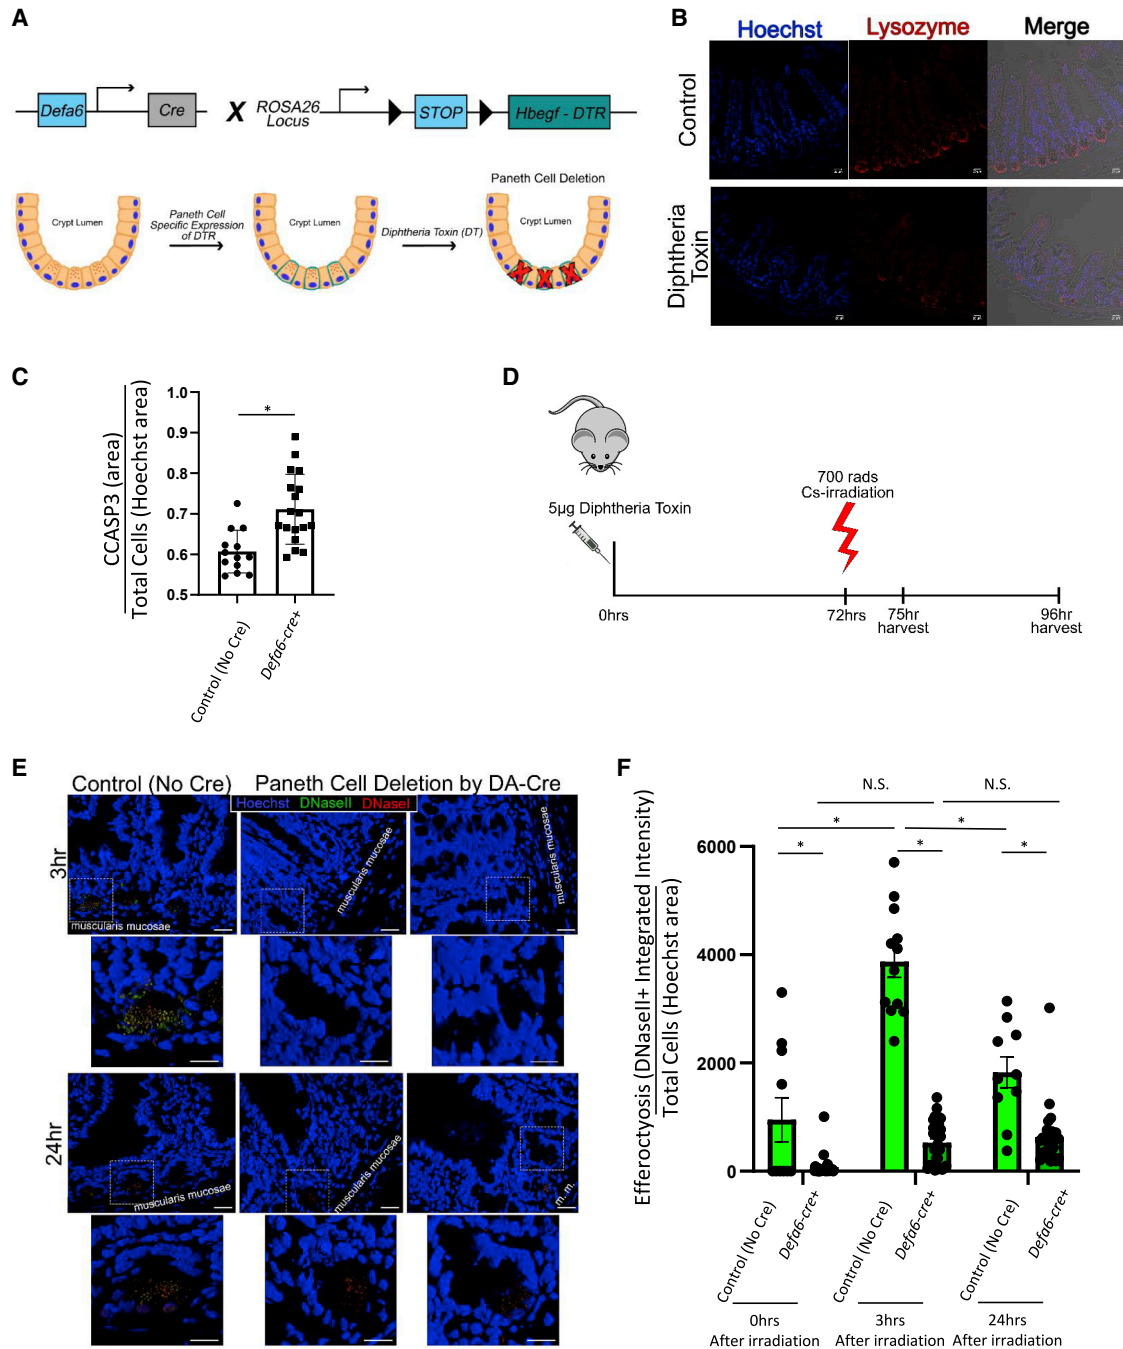 A
Defa6
Cre
X
ROSA26
Locus
STOP
Hbegf - DTR
Crypt Lumen
Paneth Cell
Specific Expression
of DTR
Crypt Lumen
Diphtheria Toxin (DT)
Paneth Cell Deletion
Crypt Lumen
B
Hoechst
Lysozyme
Merge
Control
Diphtheria
Toxin
C
CCASP3 (area)
Total Cells (Hoechst area)
1.0
0.9
0.8
0.7
0.6
0.5
*
Control (No Cre)
Defa6-cre+
D
5µg Diphtheria Toxin
700 rads
Cs-irradiation
0hrs
72hrs
75hr
harvest
96hr
harvest
E
Control (No Cre)
Paneth Cell Deletion by DA-Cre
Hoechst DNaseII DNaseI
3hr
muscularis mucosae
muscularis mucosae
muscularis mucosae
24hr
muscularis mucosae
muscularis mucosae
m. m.
F
Efferoctyosis (DNaseII+ Integrated Intensity)
Total Cells (Hoechst area)
6000
4000
2000
0
N.S.
N.S.
*
*
*
*
*
Control (No Cre)
Defa6-cre+
Control (No Cre)
Defa6-cre+
Control (No Cre)
Defa6-cre+
0hrs
After irradiation
3hrs
After irradiation
24hrs
After irradiation